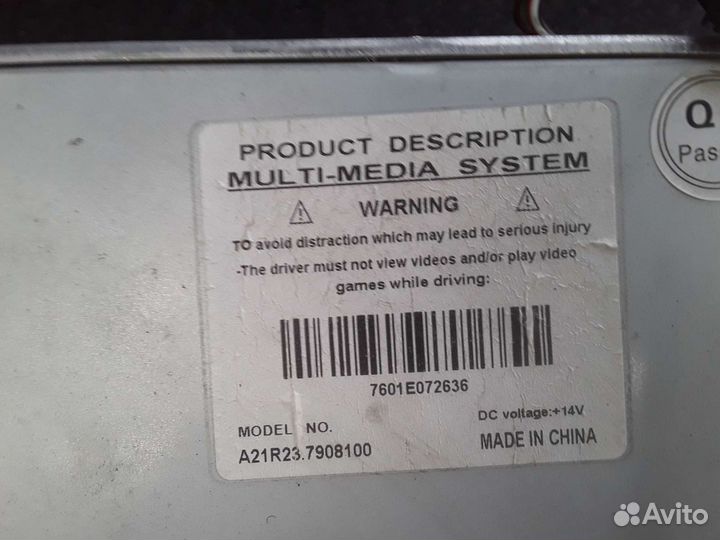 PRODUCT DESCRIPTION
MULTI-MEDIA SYSTEM
WARNING
TO avoid distraction which may lead to serious injury
-The driver must not view videos and/or play video
games while driving:
7601E072636
MODEL NO.
DC voltage:+14V
A21R23.7908100
MADE IN CHINA
Q
Pas
Avito